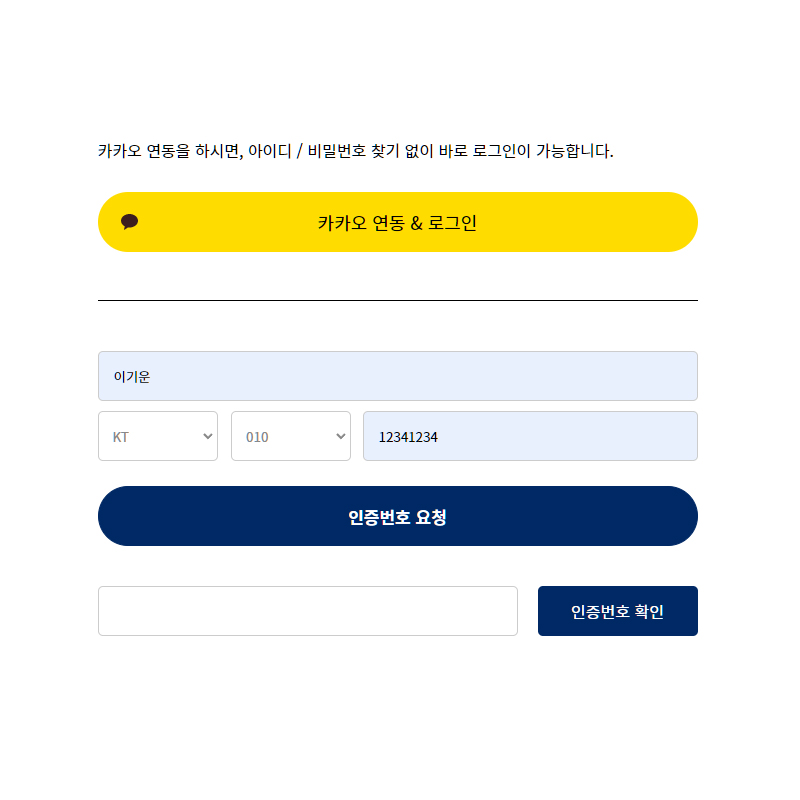 카카오 연동을 하시면, 아이디 / 비밀번호 찾기 없이 바로 로그인이 가능합니다.
카카오 연동 & 로그인
이기운
KT 010 12341234
인증번호 요청
인증번호 확인